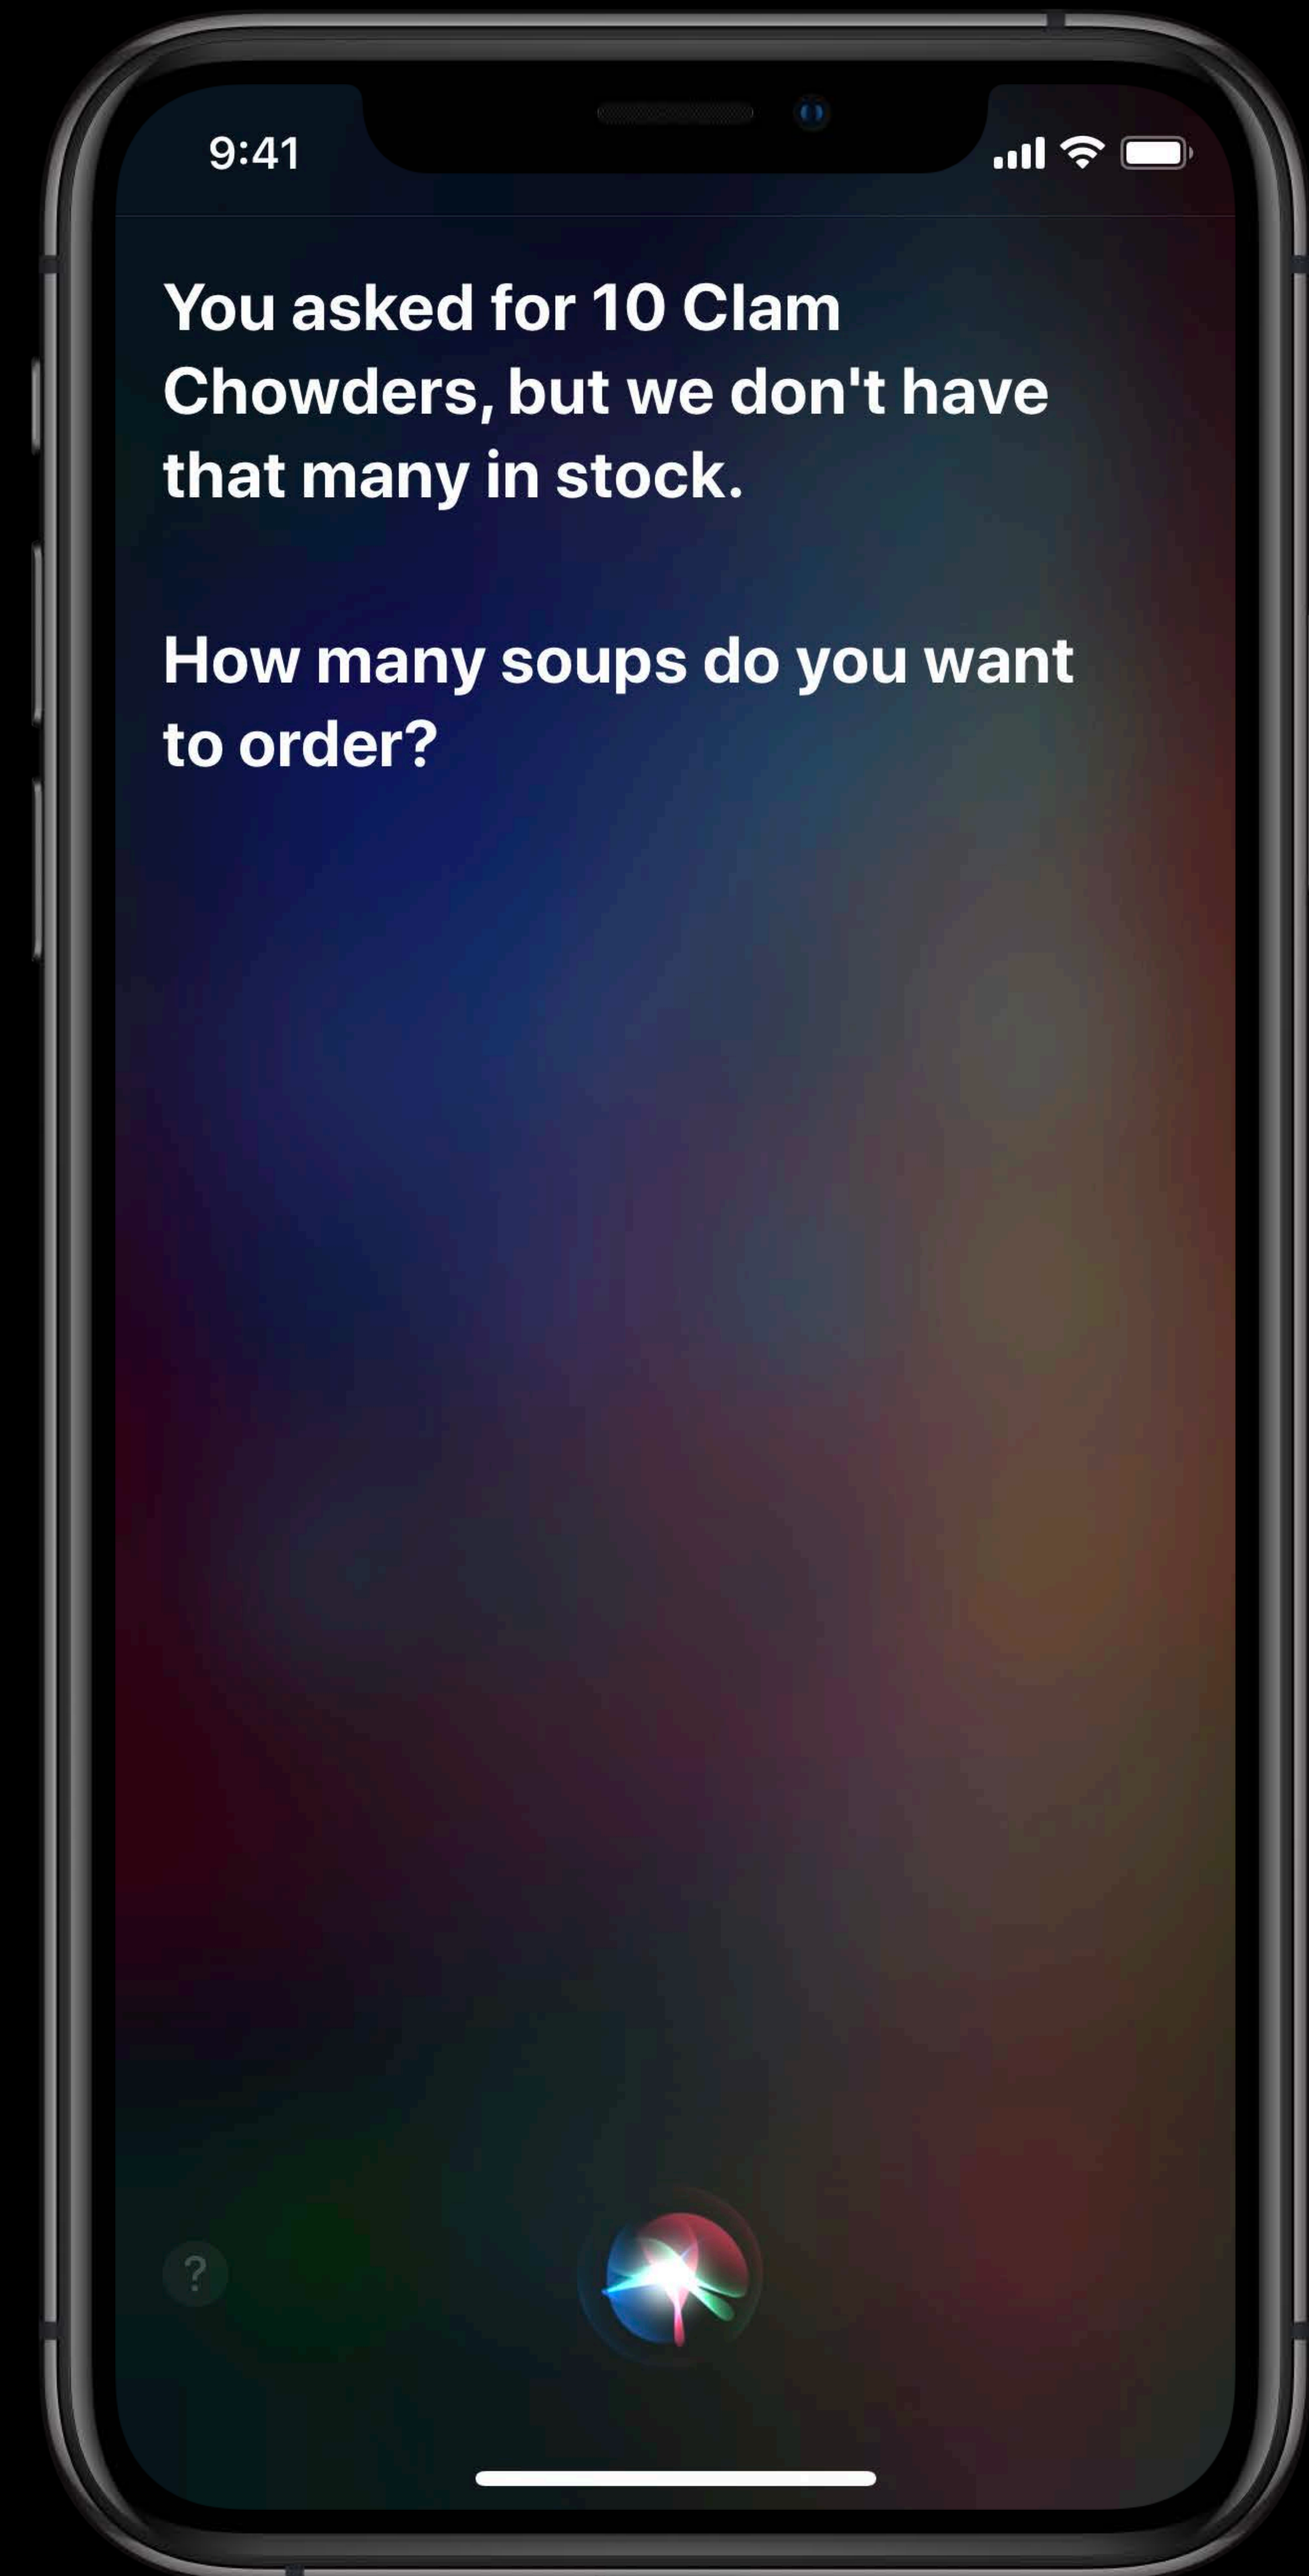 9:41
You asked for 10 Clam
Chowders, but we don't have
that many in stock.
How many soups do you want
to order?
?